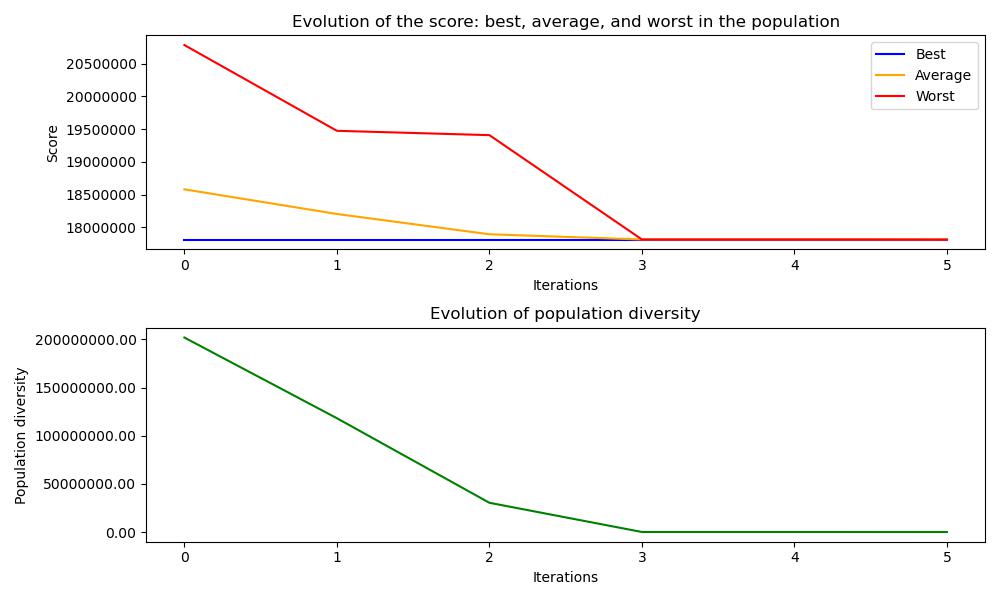 Evolution of the score: best, average, and worst in the population
20500000
20000000
19500000
19000000
18500000
18000000
Score
Best
Average
Worst
0 1 2 3 4 5
Iterations
Evolution of population diversity
200000000.00
150000000.00
100000000.00
50000000.00
0.00
Population diversity
0 1 2 3 4 5
Iterations